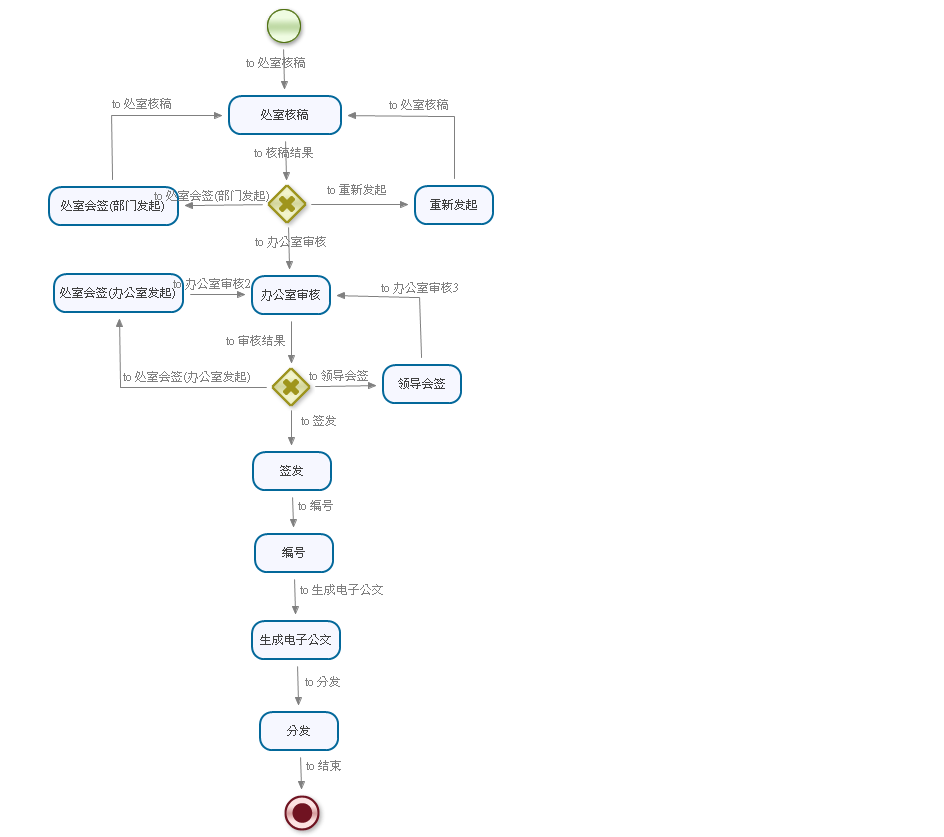 to 处室核稿
to 处室核稿
to 处室核稿
处室核稿
to 核稿结果
to 处室会签(部门发起)
to 重新发起
处室会签(部门发起)
重新发起
to 办公室审核
to 办公室审核2
to 办公室审核3
处室会签(办公室发起)
办公室审核
to 审核结果
to 处室会签(办公室发起)
to 领导会签
领导会签
to 签发
签发
to 编号
编号
to 生成电子公文
生成电子公文
to 分发
分发
to 结束